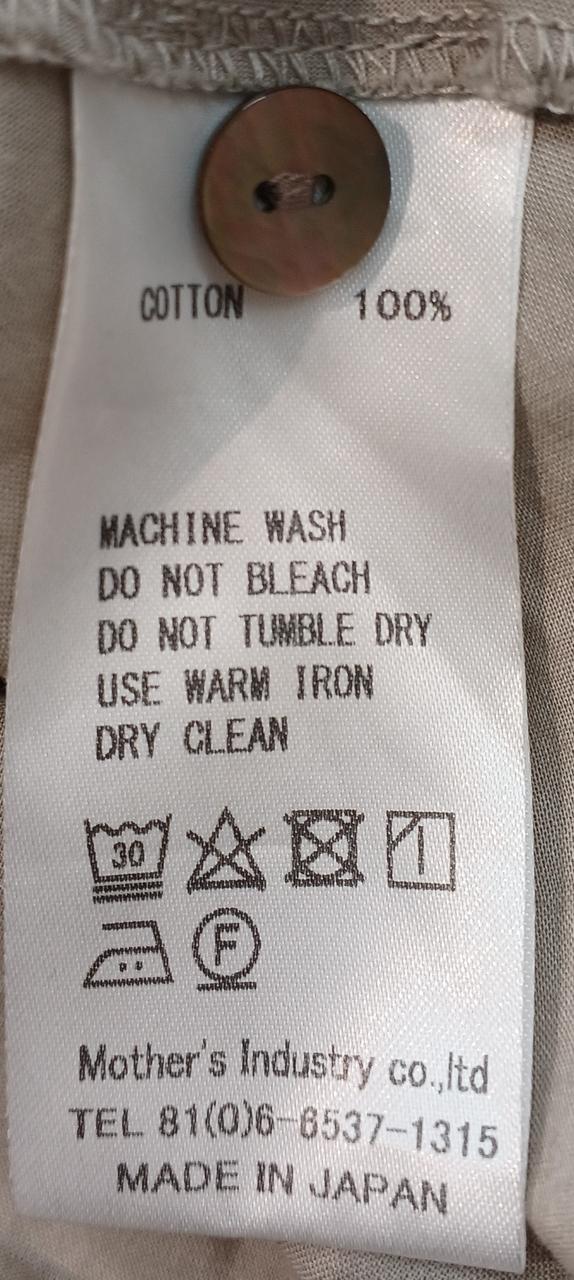 COTTON 100%
MACHINE WASH
DO NOT BLEACH
DO NOT TUMBLE DRY
USE WARM IRON
DRY CLEAN
30
F
Mother's Industry co.,ltd
TEL 81(0)6-6537-1315
MADE IN JAPAN